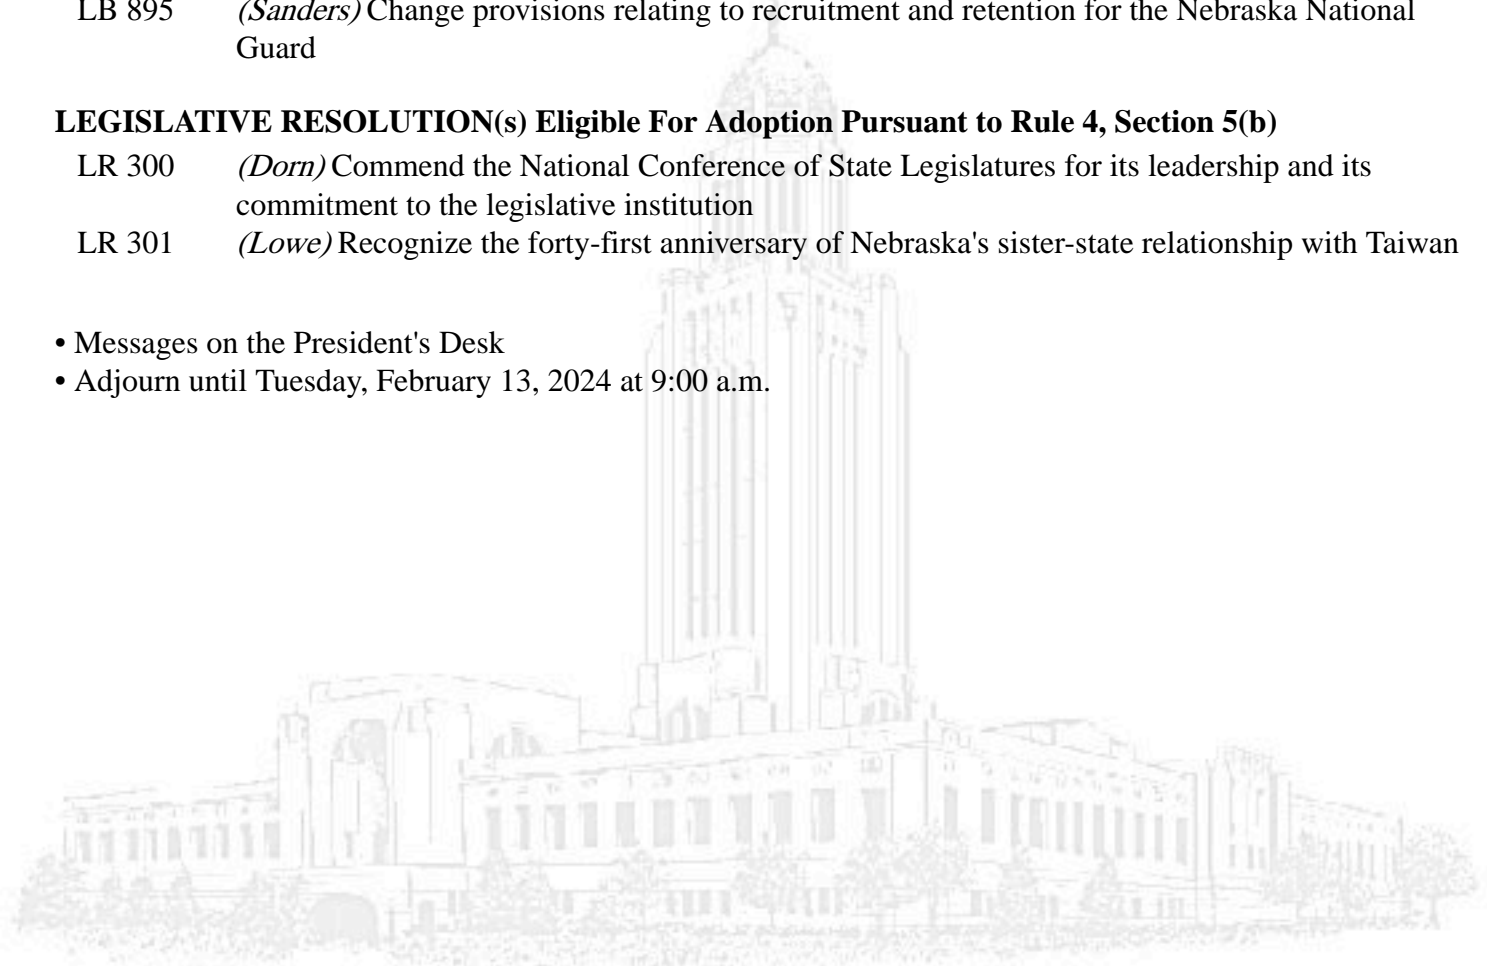 LB 895 (Sanders) Change provisions relating to recruitment and retention for the Nebraska National
Guard
LEGISLATIVE RESOLUTION(s) Eligible For Adoption Pursuant to Rule 4, Section 5(b)
LR 300 (Dorn) Commend the National Conference of State Legislatures for its leadership and its
commitment to the legislative institution
LR 301 (Lowe) Recognize the forty-first anniversary of Nebraska's sister-state relationship with Taiwan
• Messages on the President's Desk
• Adjourn until Tuesday, February 13, 2024 at 9:00 a.m.